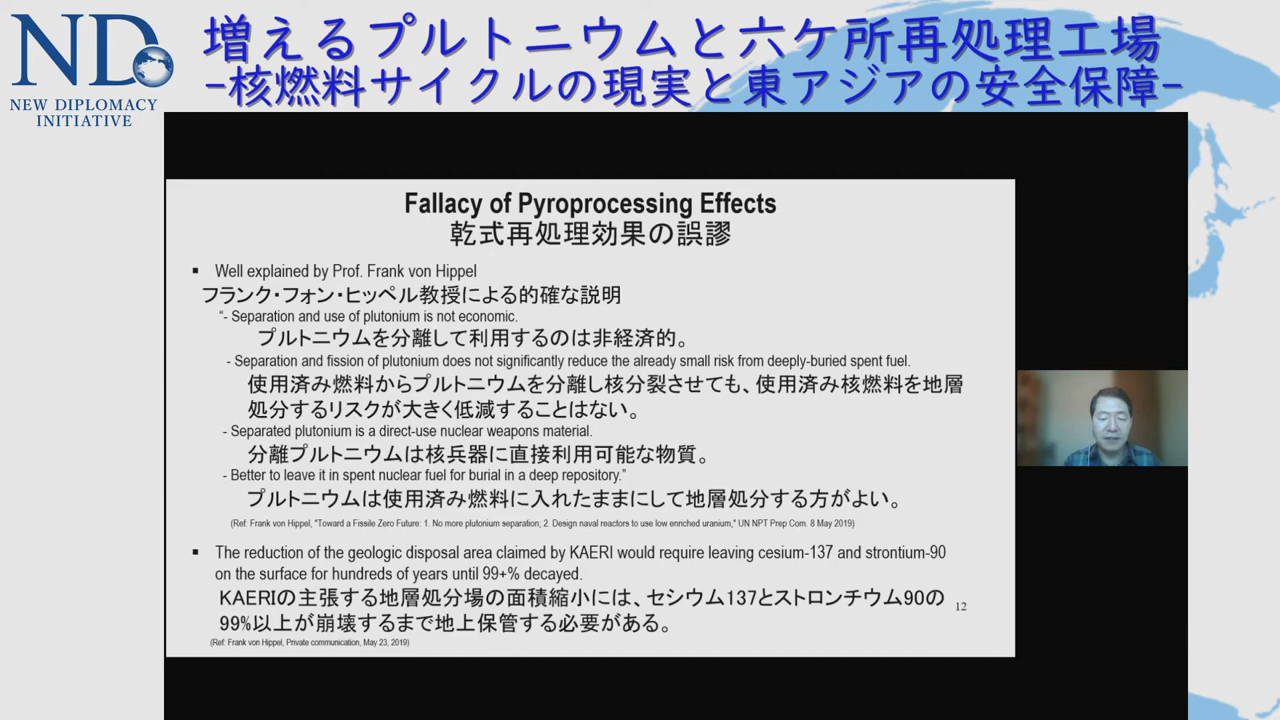 ND
NEW DIPLOMACY
INITIATIVE
増えるプルトニウムと六ケ所再処理工場
-核燃料サイクルの現実と東アジアの安全保障-
Fallacy of Pyroprocessing Effects
乾式再処理効果の誤謬
▪ Well explained by Prof. Frank von Hippel
フランク・フォン・ヒッペル教授による的確な説明
“- Separation and use of plutonium is not economic.
プルトニウムを分離して利用するのは非経済的。
- Separation and fission of plutonium does not significantly reduce the already small risk from deeply-buried spent fuel.
使用済み燃料からプルトニウムを分離し核分裂させても、使用済み核燃料を地層
処分するリスクが大きく低減することはない。
- Separated plutonium is a direct-use nuclear weapons material.
分離プルトニウムは核兵器に直接利用可能な物質。
- Better to leave it in spent nuclear fuel for burial in a deep repository.”
プルトニウムは使用済み燃料に入れたままにして地層処分する方がよい。
(Ref: Frank von Hippel, "Toward a Fissile Zero Future: 1. No more plutonium separation; 2. Design naval reactors to use low enriched uranium," UN NPT Prep Com. 8 May 2019)
▪ The reduction of the geologic disposal area claimed by KAERI would require leaving cesium-137 and strontium-90
on the surface for hundreds of years until 99+% decayed.
KAERIの主張する地層処分場の面積縮小には、セシウム137とストロンチウム90の
99%以上が崩壊するまで地上保管する必要がある。
12
(Ref: Frank von Hippel, Private communication, May 23, 2019)